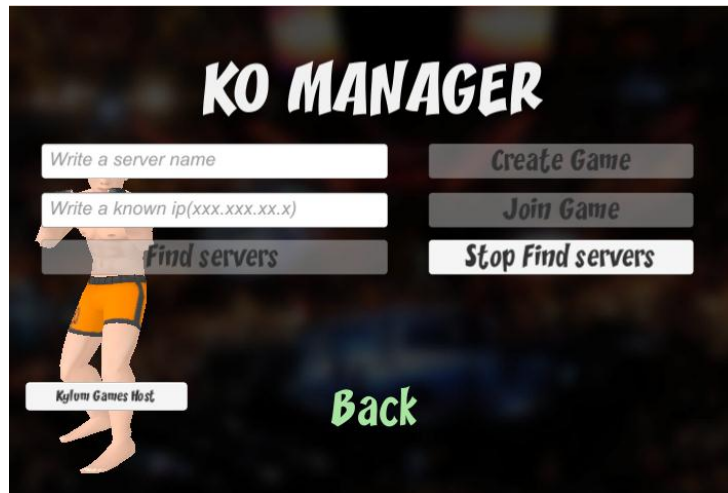 KO MANAGER
Write a server name
Create Game
Write a known ip(xxx.xxx.xx.x)
Join Game
Find servers
Stop Find servers
Kylum Games Host
Back